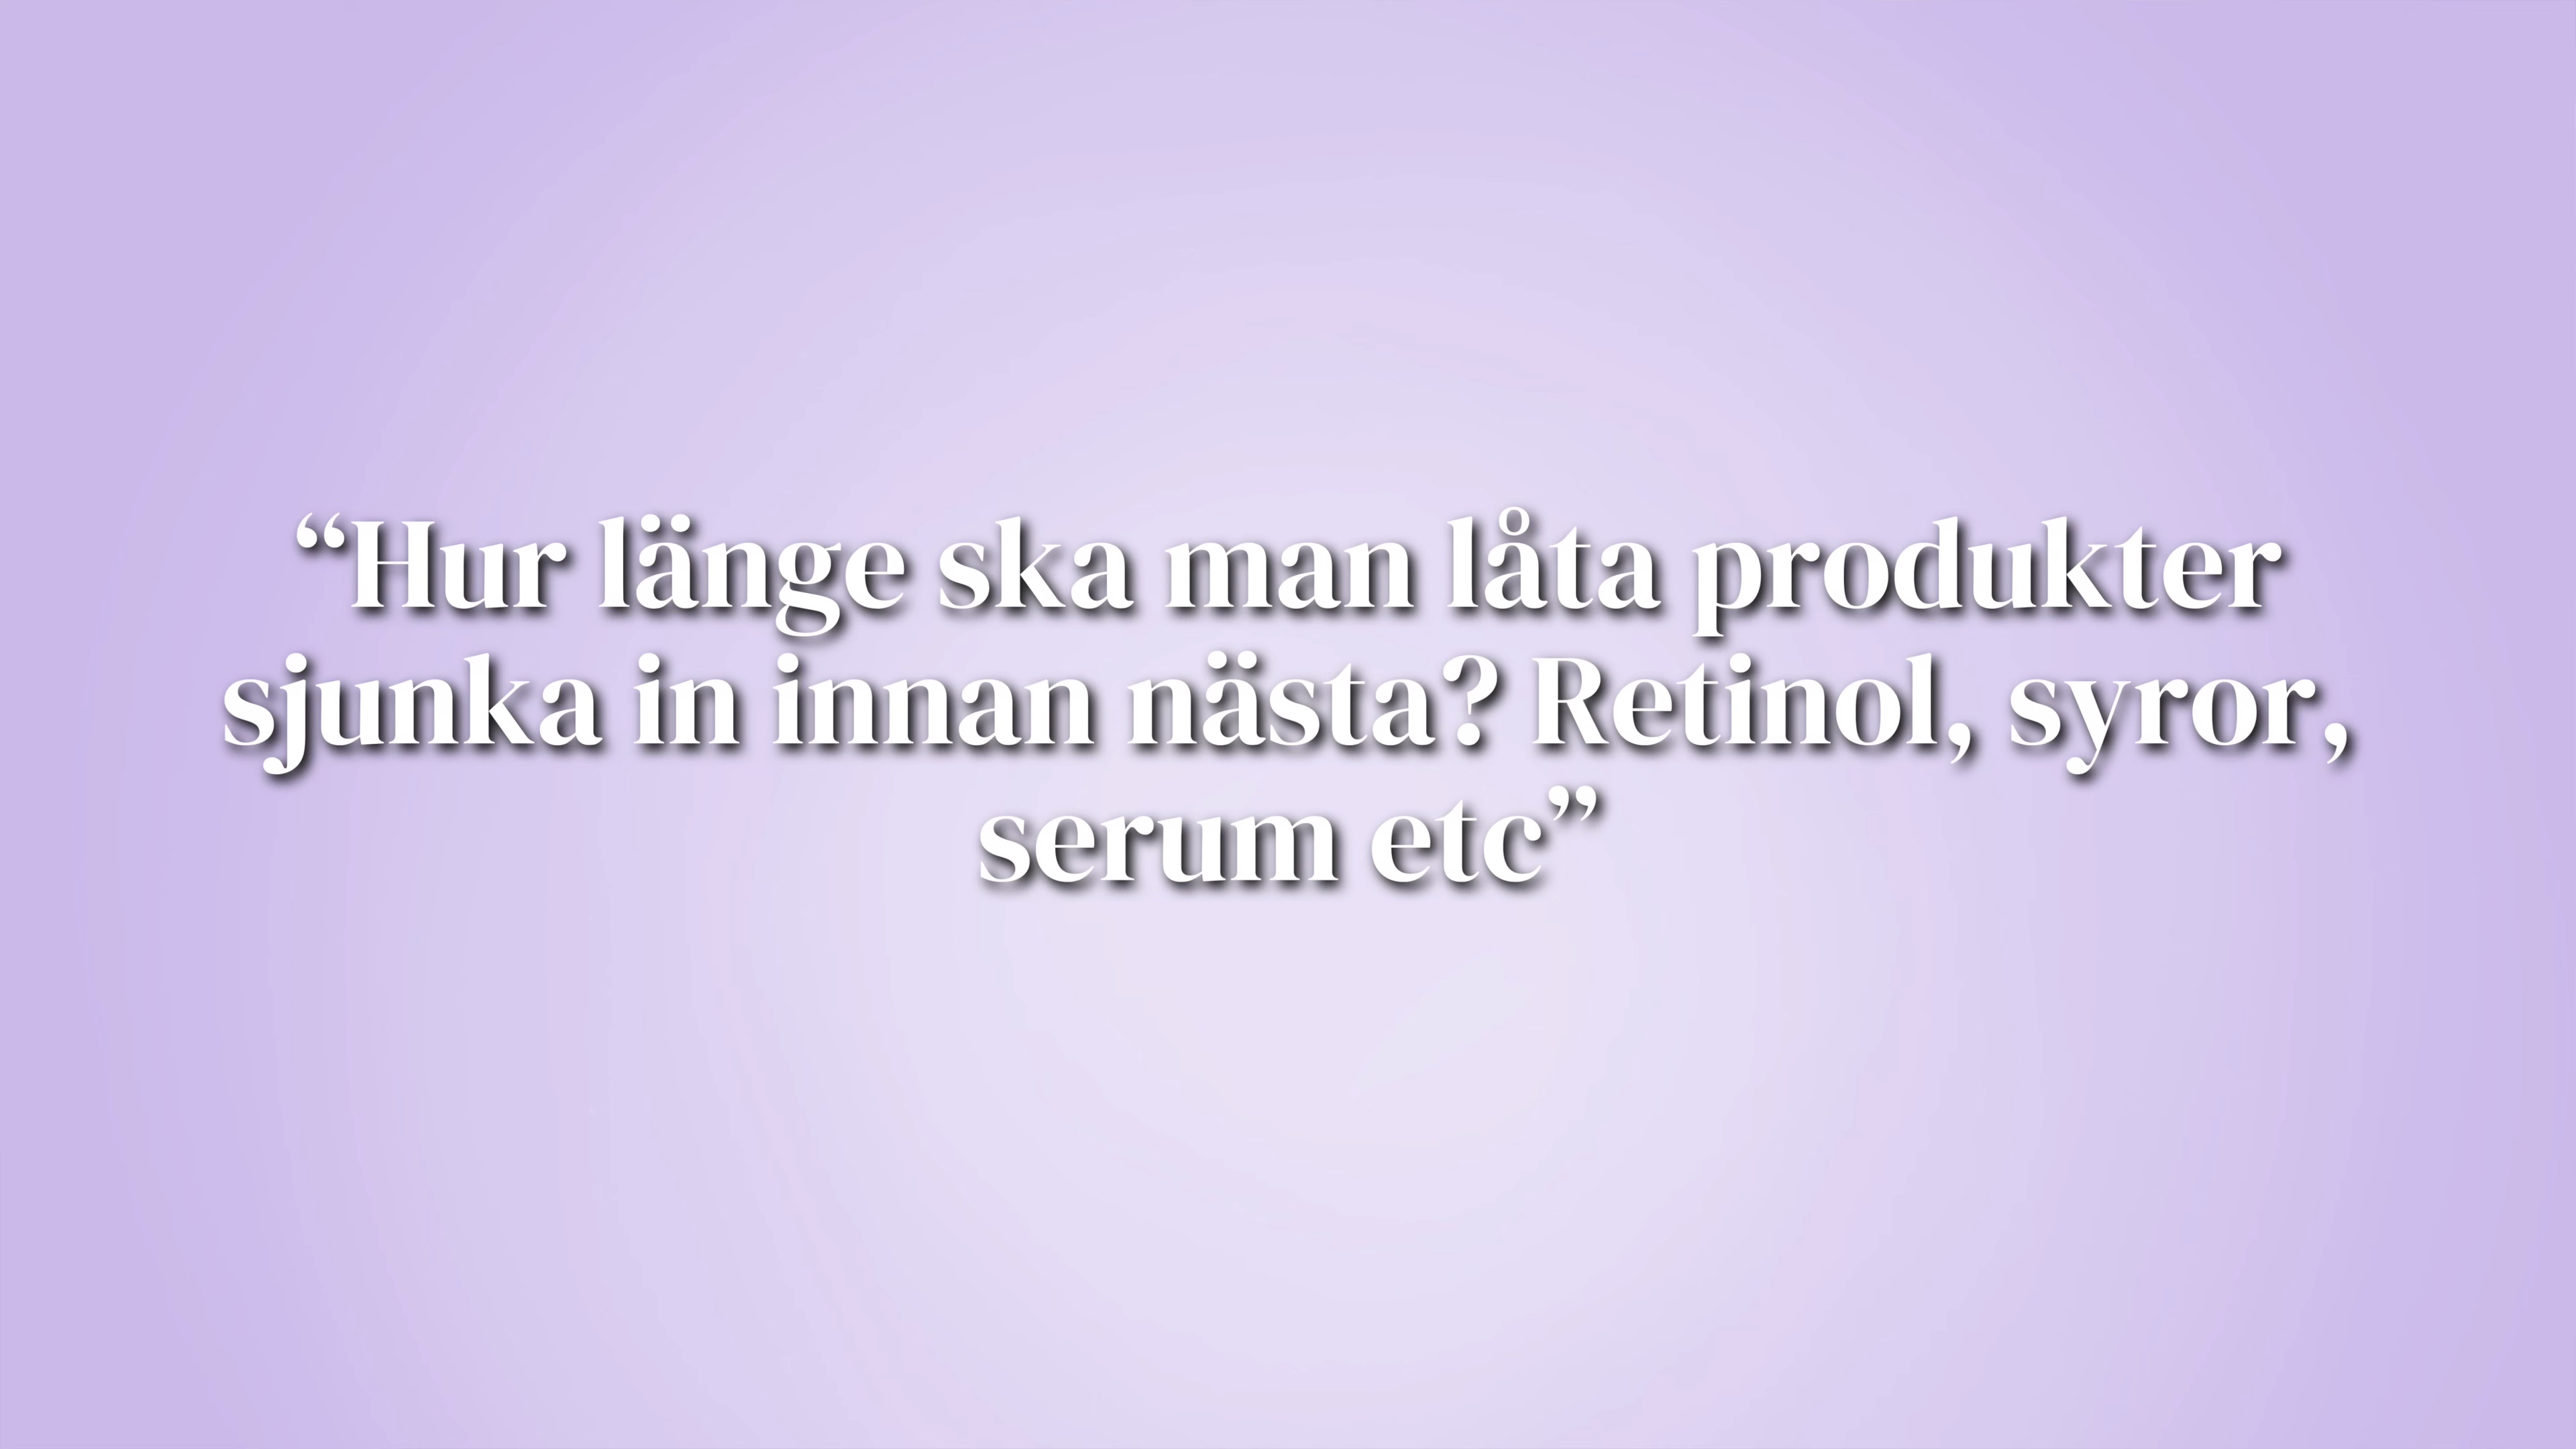 “Hur länge ska man låta produkter
sjunka in innan nästa? Retinol, syror,
serum etc”